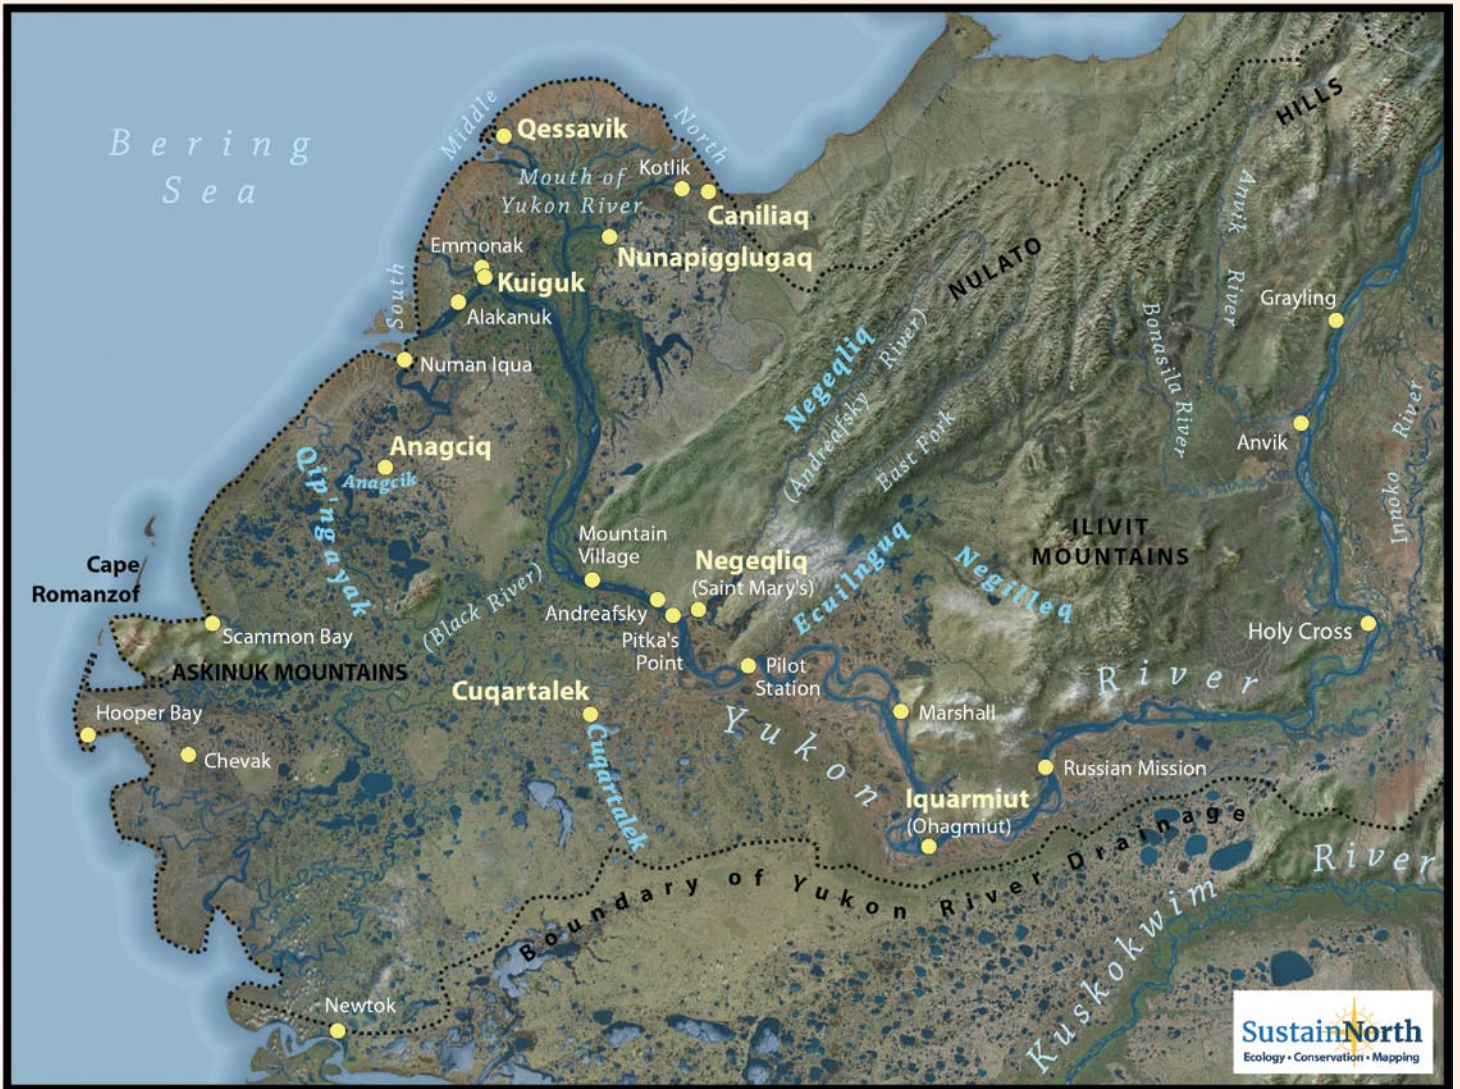 Bering
Sea
Middle
Qessavik
North
Kotlik
Mouth of
Yukon River
Caniliaq
Nunapigglugaq
Emmonak
Kuiguk
South
Alakanuk
Numan Iqua
NULATO
HILLS
Anvik River
Grayling
Bonasila River
Anvik
Innoko River
Negeqliq
(Andreafsky River)
East Fork
Anagciq
Anagcik
Qip'ngayak
Mountain
Village
Negeqliq
(Saint Mary's)
Ecuilnguq
Negilleq
ILIVIT
MOUNTAINS
Cape
Romanzof
(Black River)
Andreafsky
Pitka's
Point
Scammon Bay
Holy Cross
ASKINUK MOUNTAINS
Pilot
Station
Yukon River
Cuqartalek
Cuqartalek
Hooper Bay
Marshall
Chevak
Russian Mission
Iquarmiut
(Ohagmiut)
Boundary of Yukon River Drainage
Kuskokwim River
Newtok
SustainNorth
Ecology • Conservation • Mapping